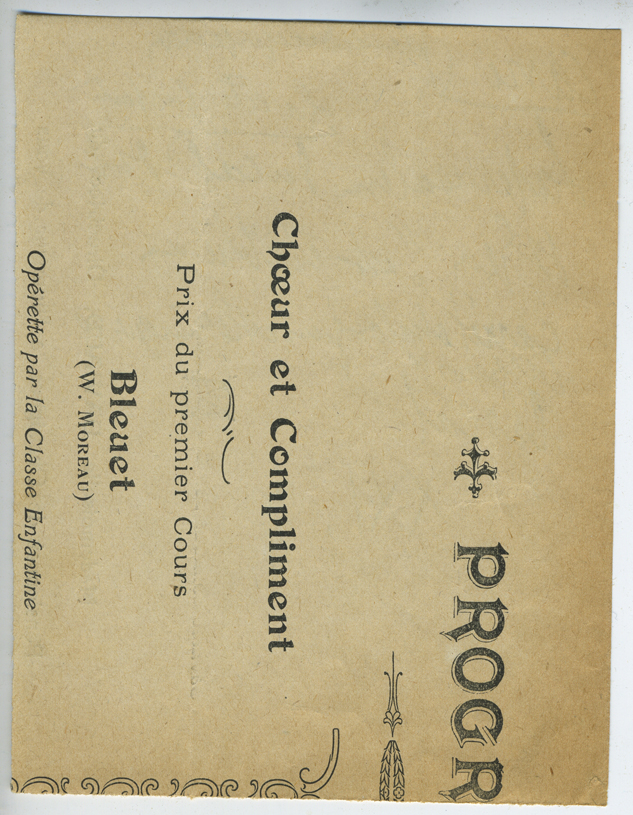 PROGR
Chœur et Compliment
Prix du premier Cours
Bleuet
(W. MOREAU)
Opérette par la Classe Enfantine